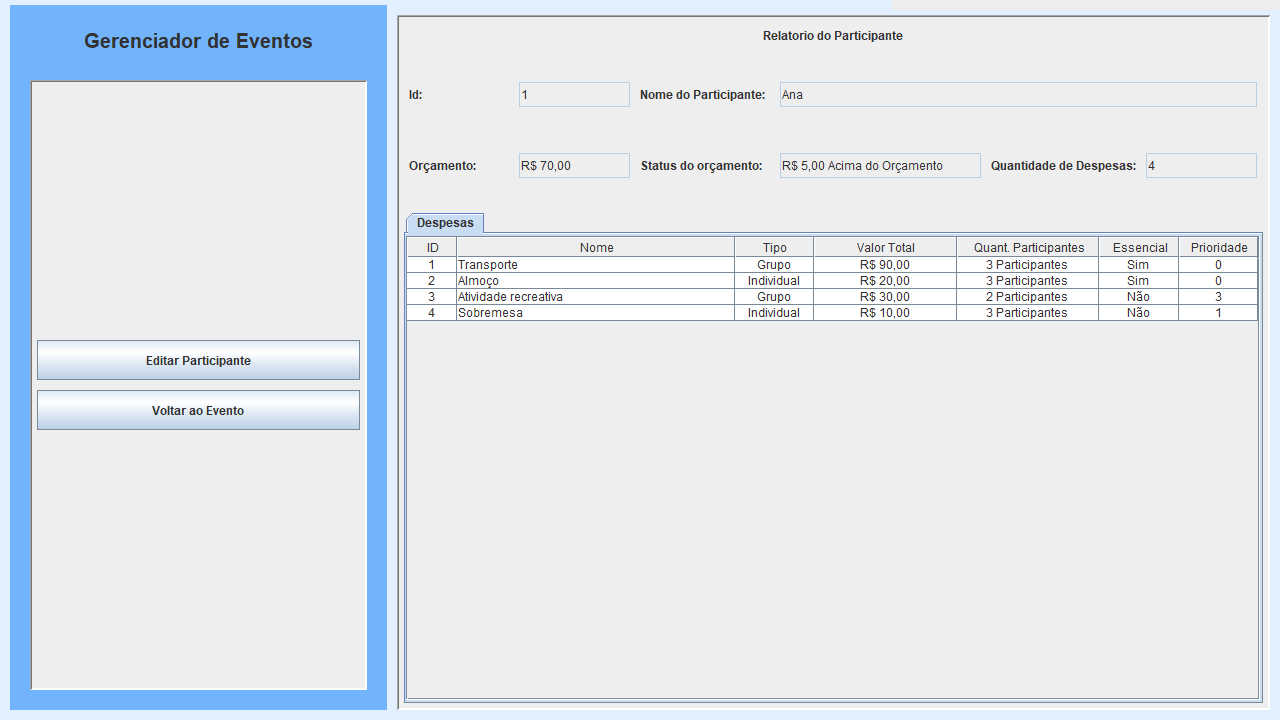 Gerenciador de Eventos
Editar Participante
Voltar ao Evento
Relatorio do Participante
Id: 1 Nome do Participante: Ana
Orçamento: R$ 70,00 Status do orçamento: R$ 5,00 Acima do Orçamento Quantidade de Despesas: 4
Despesas
ID Nome Tipo Valor Total Quant. Participantes Essencial Prioridade
1 Transporte Grupo R$ 90,00 3 Participantes Sim 0
2 Almoço Individual R$ 20,00 3 Participantes Sim 0
3 Atividade recreativa Grupo R$ 30,00 2 Participantes Não 3
4 Sobremesa Individual R$ 10,00 3 Participantes Não 1